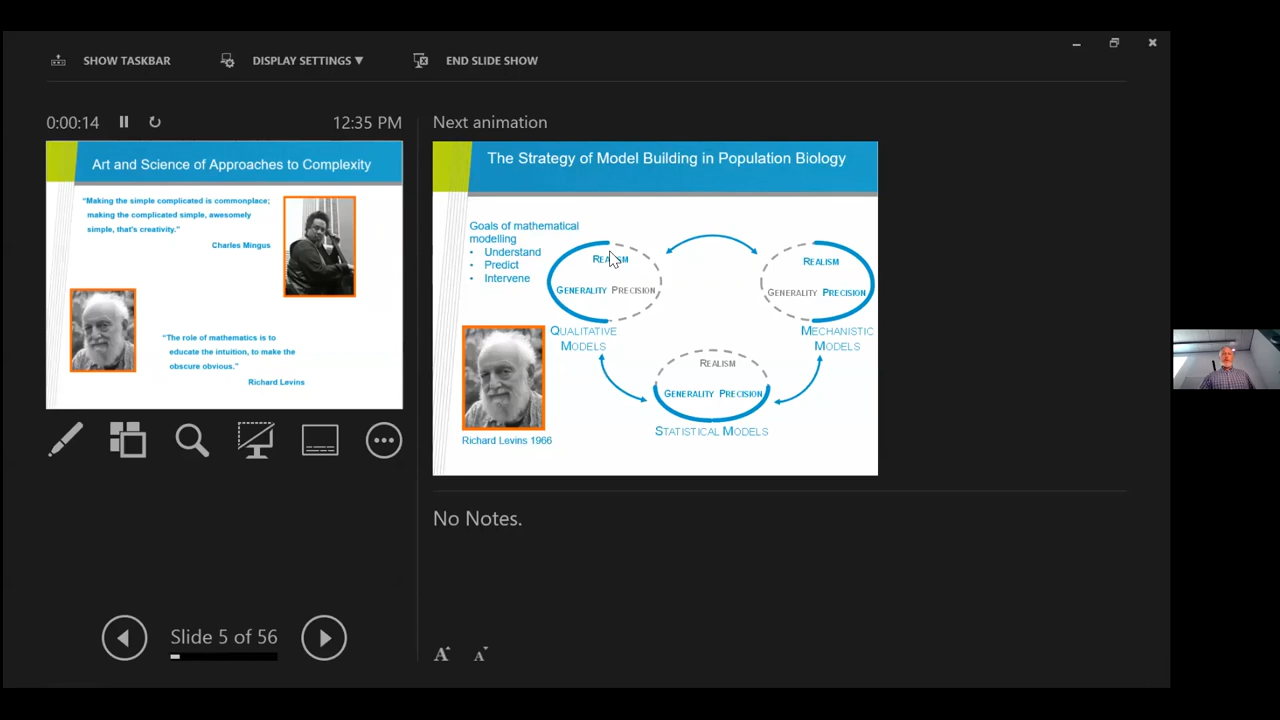 SHOW TASKBAR
DISPLAY SETTINGS ▼
END SLIDE SHOW
0:00:14
12:35 PM
Art and Science of Approaches to Complexity
"Making the simple complicated is commonplace;
making the complicated simple, awesomely
simple, that's creativity."
Charles Mingus
"The role of mathematics is to
educate the intuition, to make the
obscure obvious."
Richard Levins
Slide 5 of 56
Next animation
The Strategy of Model Building in Population Biology
Goals of mathematical
modelling
• Understand
• Predict
• Intervene
REALISM
GENERALITY PRECISION
QUALITATIVE
MODELS
REALISM
GENERALITY PRECISION
MECHANISTIC
MODELS
REALISM
GENERALITY PRECISION
STATISTICAL MODELS
Richard Levins 1966
No Notes.
A A